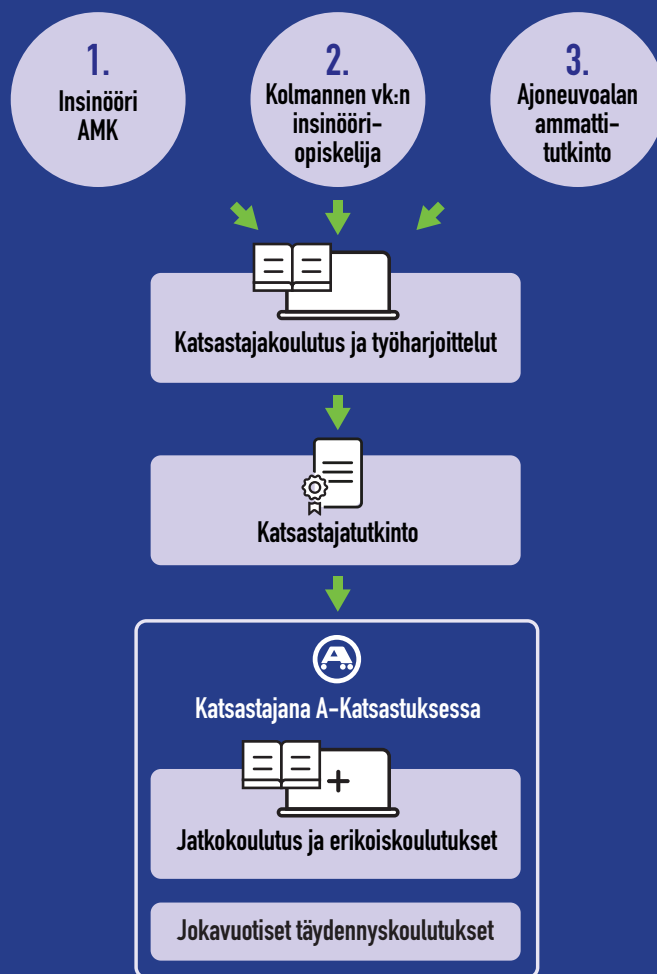 1.
Insinööri
AMK
2.
Kolmannen vk:n
insinööri-
opiskelija
3.
Ajoneuvoalan
ammatti-
tutkinto
Katsastajakoulutus ja työharjoittelut
Katsastajatutkinto
A
Katsastajana A-Katsastuksessa
Jatkokoulutus ja erikoiskoulutukset
Jokavuotiset täydennyskoulutukset